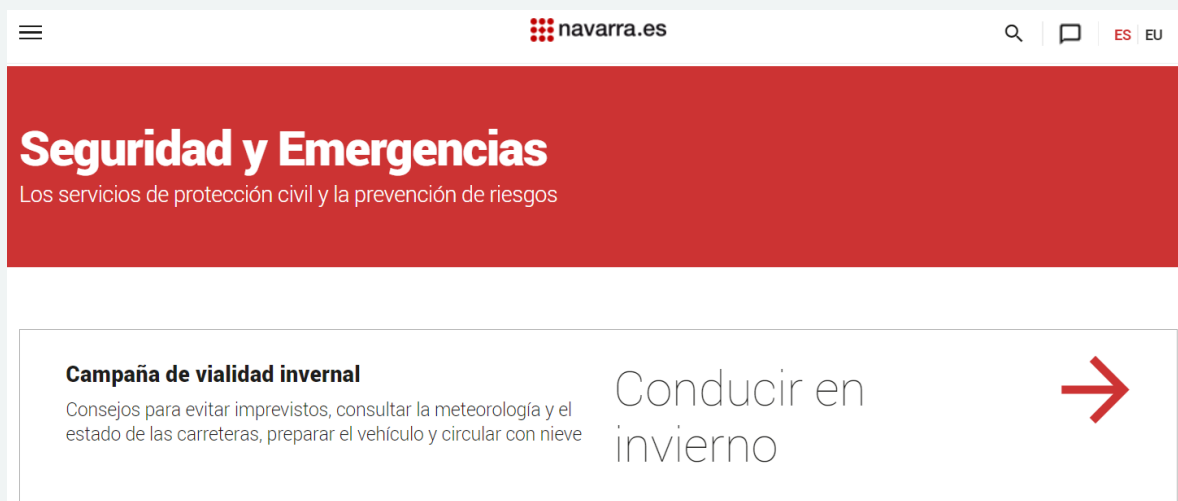 navarra.es
ES EU
Seguridad y Emergencias
Los servicios de protección civil y la prevención de riesgos
Campaña de vialidad invernal
Consejos para evitar imprevistos, consultar la meteorología y el
estado de las carreteras, preparar el vehículo y circular con nieve
Conducir en
invierno